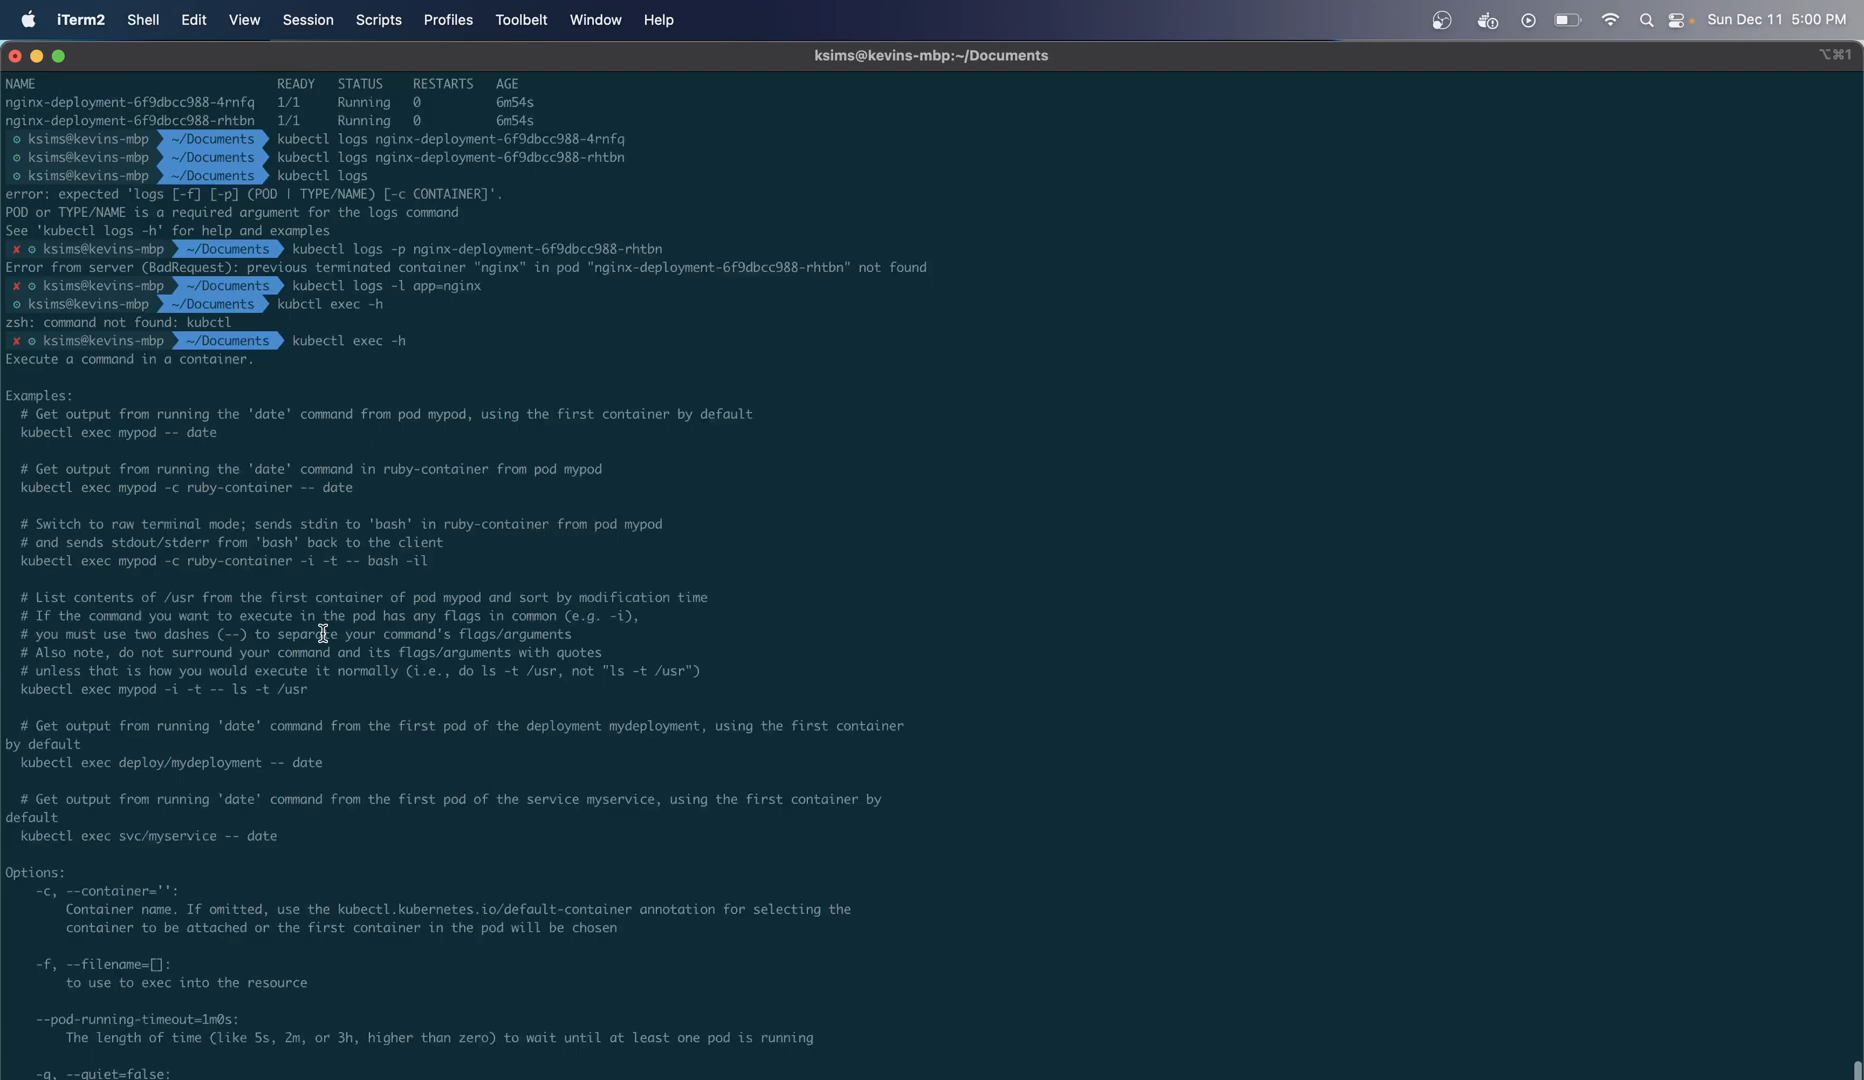 iTerm2 Shell Edit View Session Scripts Profiles Toolbelt Window Help Sun Dec 11 5:00 PM
ksims@kevins-mbp:~/Documents ⌥⌘1
NAME READY STATUS RESTARTS AGE
nginx-deployment-6f9dbcc988-4rnfq 1/1 Running 0 6m54s
nginx-deployment-6f9dbcc988-rhtbn 1/1 Running 0 6m54s
⚙ ksims@kevins-mbp ~/Documents kubectl logs nginx-deployment-6f9dbcc988-4rnfq
⚙ ksims@kevins-mbp ~/Documents kubectl logs nginx-deployment-6f9dbcc988-rhtbn
⚙ ksims@kevins-mbp ~/Documents kubectl logs
error: expected 'logs [-f] [-p] (POD | TYPE/NAME) [-c CONTAINER]'.
POD or TYPE/NAME is a required argument for the logs command
See 'kubectl logs -h' for help and examples
✘ ⚙ ksims@kevins-mbp ~/Documents kubectl logs -p nginx-deployment-6f9dbcc988-rhtbn
Error from server (BadRequest): previous terminated container "nginx" in pod "nginx-deployment-6f9dbcc988-rhtbn" not found
✘ ⚙ ksims@kevins-mbp ~/Documents kubectl logs -l app=nginx
⚙ ksims@kevins-mbp ~/Documents kubctl exec -h
zsh: command not found: kubctl
✘ ⚙ ksims@kevins-mbp ~/Documents kubectl exec -h
Execute a command in a container.
Examples:
# Get output from running the 'date' command from pod mypod, using the first container by default
kubectl exec mypod -- date
# Get output from running the 'date' command in ruby-container from pod mypod
kubectl exec mypod -c ruby-container -- date
# Switch to raw terminal mode; sends stdin to 'bash' in ruby-container from pod mypod
# and sends stdout/stderr from 'bash' back to the client
kubectl exec mypod -c ruby-container -i -t -- bash -il
# List contents of /usr from the first container of pod mypod and sort by modification time
# If the command you want to execute in the pod has any flags in common (e.g. -i),
# you must use two dashes (--) to separate your command's flags/arguments
# Also note, do not surround your command and its flags/arguments with quotes
# unless that is how you would execute it normally (i.e., do ls -t /usr, not "ls -t /usr")
kubectl exec mypod -i -t -- ls -t /usr
# Get output from running 'date' command from the first pod of the deployment mydeployment, using the first container
by default
kubectl exec deploy/mydeployment -- date
# Get output from running 'date' command from the first pod of the service myservice, using the first container by
default
kubectl exec svc/myservice -- date
Options:
-c, --container='':
Container name. If omitted, use the kubectl.kubernetes.io/default-container annotation for selecting the
container to be attached or the first container in the pod will be chosen
-f, --filename=[]:
to use to exec into the resource
--pod-running-timeout=1m0s:
The length of time (like 5s, 2m, or 3h, higher than zero) to wait until at least one pod is running
-q, --quiet=false: